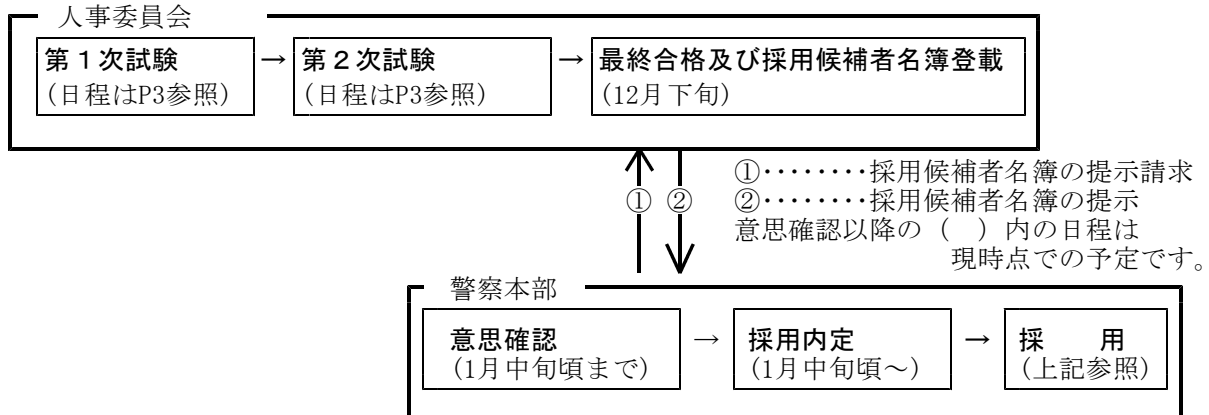 人事委員会
第１次試験 → 第２次試験 → 最終合格及び採用候補者名簿登載
(日程はP3参照) (日程はP3参照) (12月下旬)
①････････採用候補者名簿の提示請求
① ② ②････････採用候補者名簿の提示
意思確認以降の（　）内の日程は
現時点での予定です。
警察本部
意思確認 → 採用内定 → 採　　用
(1月中旬頃まで) (1月中旬頃～) (上記参照)